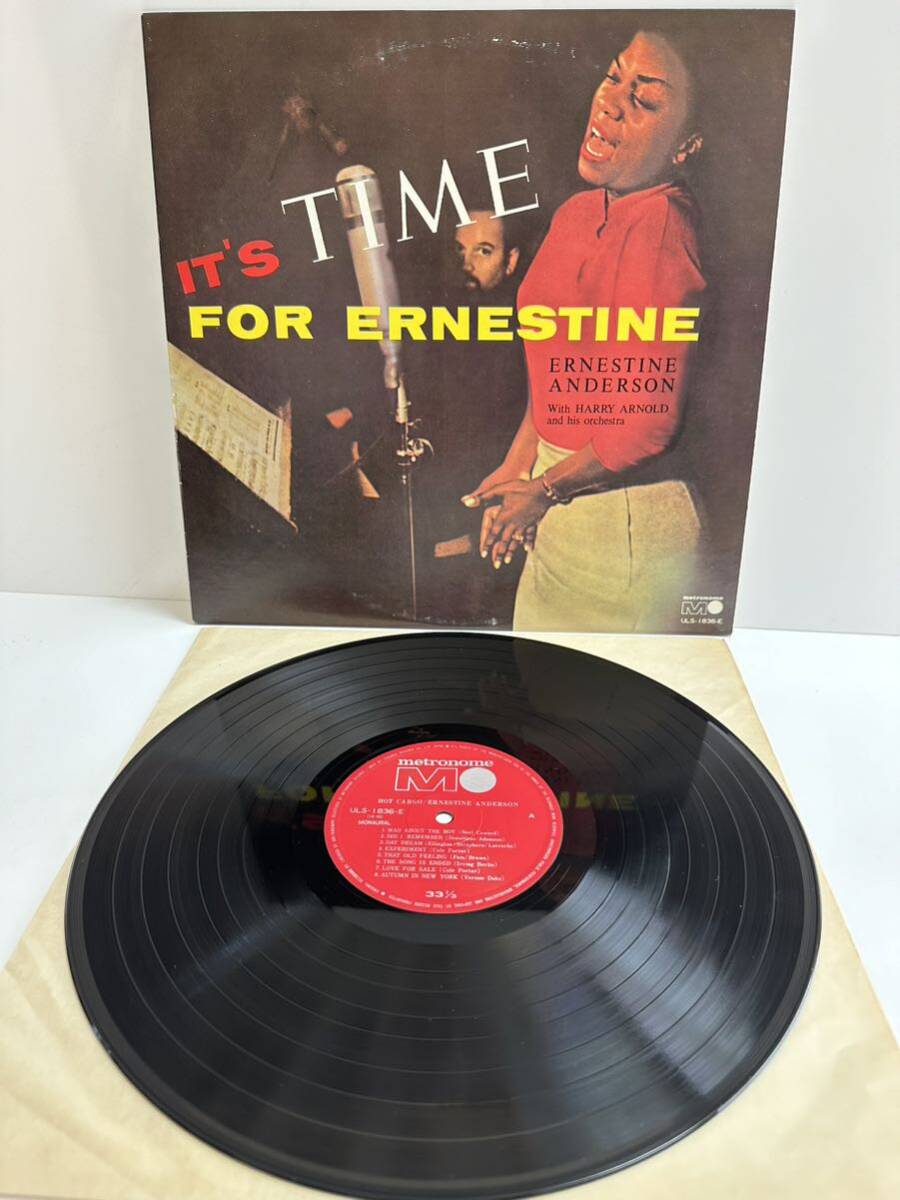 IT'S TIME
FOR ERNESTINE
ERNESTINE
ANDERSON
With HARRY ARNOLD
and his orchestra
metronome
ULS-1836-E
metronome
HOT CARGO/ERNESTINE ANDERSON
ULS-1836-E
MONAURAL
A
1. MAD ABOUT THE BOY (Noel Coward)
2. DID I REMEMBER
3. DAY DREAM (Ellington/Strayhorn/Latouche)
4. EXPERIMENT (Cole Porter)
5. THAT OLD FEELING (Fain/Brown)
6. THE SONG IS ENDED (Irving Berlin)
7. LOVE FOR SALE (Cole Porter)
8. AUTUMN IN NEW YORK (Vernon Duke)
33⅓